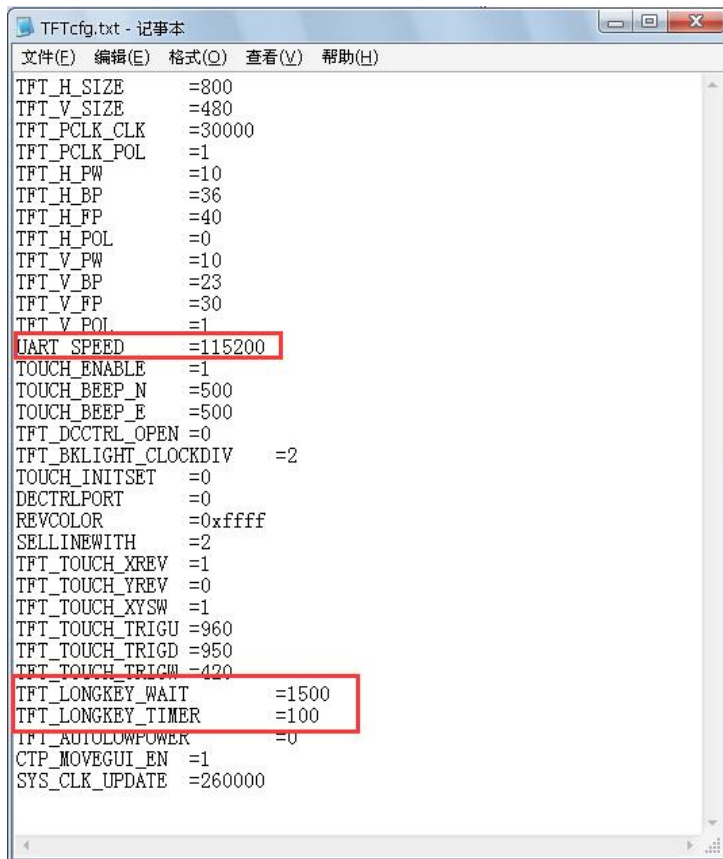 TFTcfg.txt - 记事本
文件(F) 编辑(E) 格式(O) 查看(V) 帮助(H)
TFT_H_SIZE =800
TFT_V_SIZE =480
TFT_PCLK_CLK =30000
TFT_PCLK_POL =1
TFT_H_PW =10
TFT_H_BP =36
TFT_H_FP =40
TFT_H_POL =0
TFT_V_PW =10
TFT_V_BP =23
TFT_V_FP =30
TFT_V_POL =1
UART_SPEED =115200
TOUCH_ENABLE =1
TOUCH_BEEP_N =500
TOUCH_BEEP_E =500
TFT_DCCTRL_OPEN =0
TFT_BKLIGHT_CLOCKDIV =2
TOUCH_INITSET =0
DECTRLPORT =0
REVCOLOR =0xffff
SELLINEWITH =2
TFT_TOUCH_XREV =1
TFT_TOUCH_YREV =0
TFT_TOUCH_XYSW =1
TFT_TOUCH_TRIGU =960
TFT_TOUCH_TRIGD =950
TFT_TOUCH_TRIGW =420
TFT_LONGKEY_WAIT =1500
TFT_LONGKEY_TIMER =100
TFT_AUTOLOWPOWER =0
CTP_MOVEGUI_EN =1
SYS_CLK_UPDATE =260000